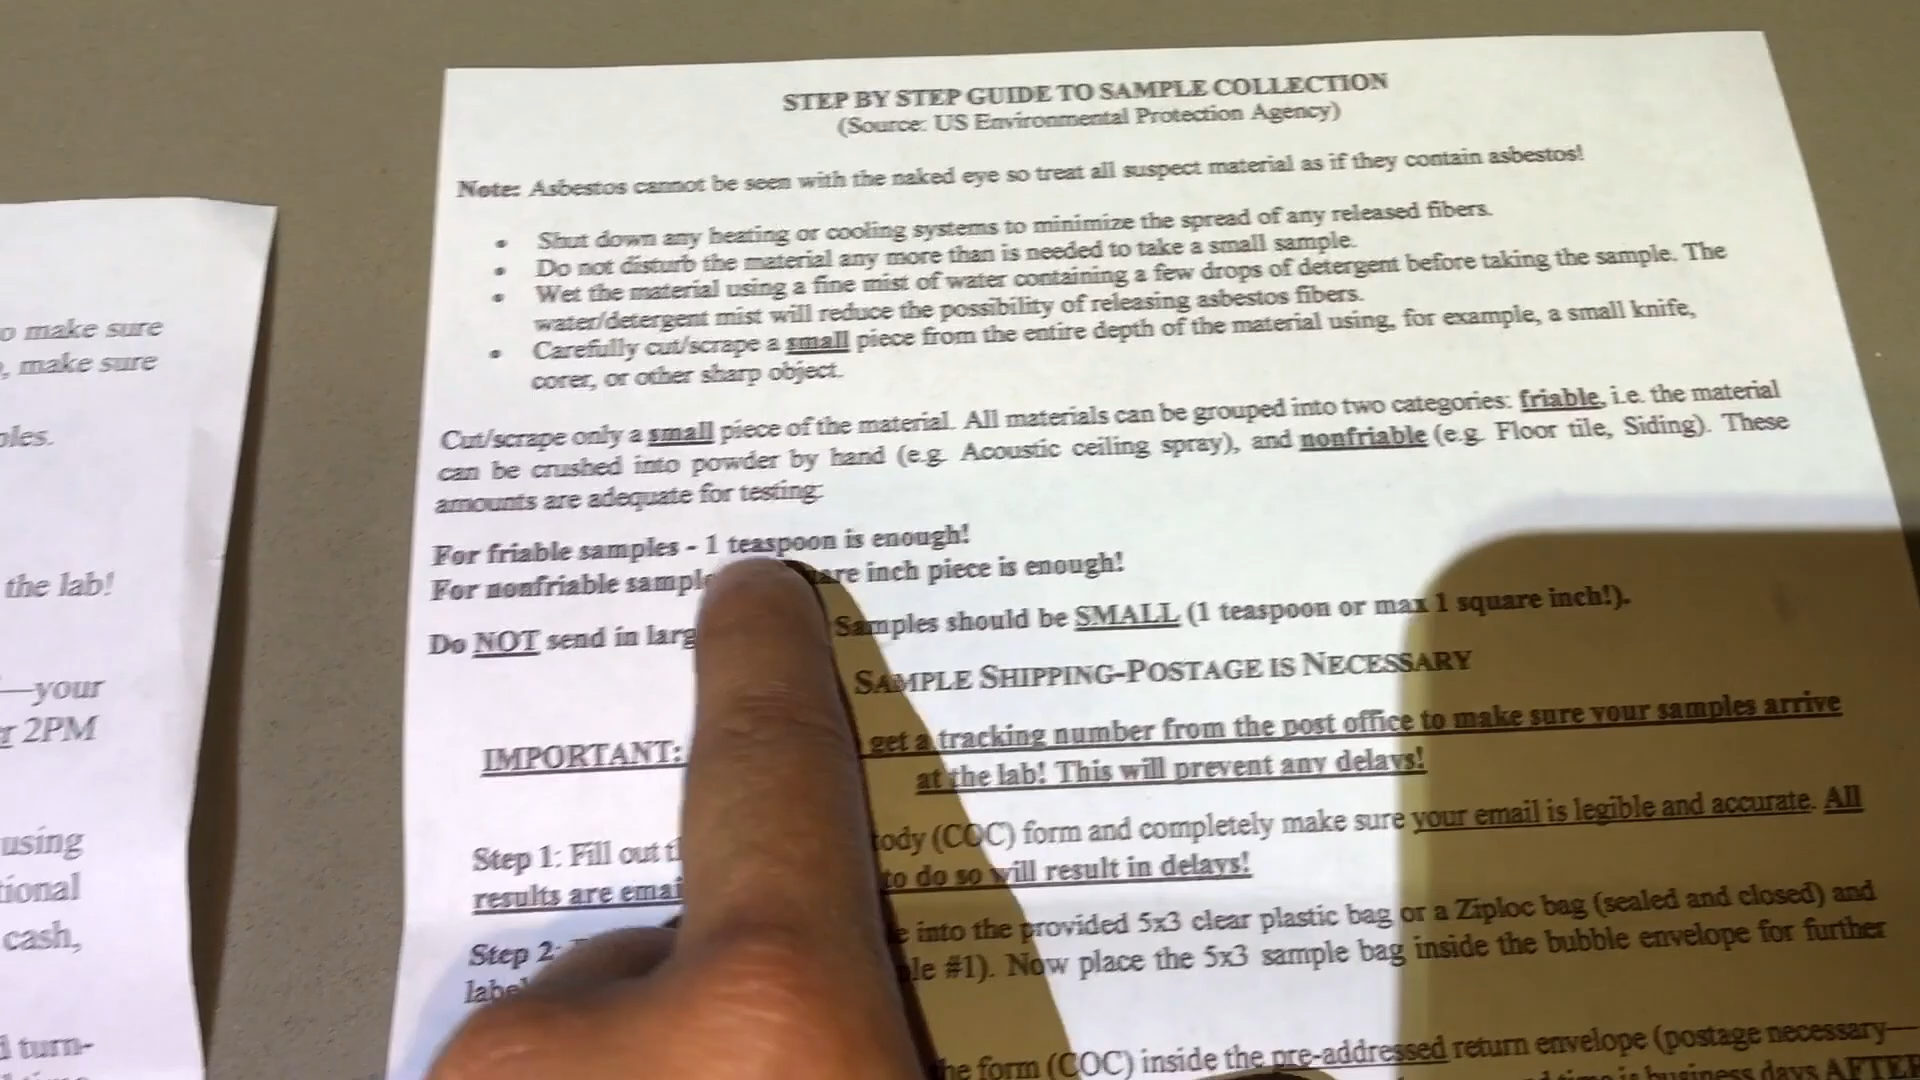 o make sure
, make sure
ples.
the lab!
—your
r 2PM
using
tional
cash,
d turn-
STEP BY STEP GUIDE TO SAMPLE COLLECTION
(Source: US Environmental Protection Agency)
Note: Asbestos cannot be seen with the naked eye so treat all suspect material as if they contain asbestos!
• Shut down any heating or cooling systems to minimize the spread of any released fibers.
• Do not disturb the material any more than is needed to take a small sample.
• Wet the material using a fine mist of water containing a few drops of detergent before taking the sample. The
water/detergent mist will reduce the possibility of releasing asbestos fibers.
• Carefully cut/scrape a small piece from the entire depth of the material using, for example, a small knife,
corer, or other sharp object.
Cut/scrape only a small piece of the material. All materials can be grouped into two categories: friable, i.e. the material
can be crushed into powder by hand (e.g. Acoustic ceiling spray), and nonfriable (e.g. Floor tile, Siding). These
amounts are adequate for testing:
For friable samples - 1 teaspoon is enough!
For nonfriable sample are inch piece is enough!
Do NOT send in larg Samples should be SMALL (1 teaspoon or max 1 square inch!).
SAMPLE SHIPPING-POSTAGE IS NECESSARY
IMPORTANT: get a tracking number from the post office to make sure your samples arrive
at the lab! This will prevent any delays!
Step 1: Fill out t ody (COC) form and completely make sure your email is legible and accurate. All
results are emai to do so will result in delays!
Step 2: e into the provided 5x3 clear plastic bag or a Ziploc bag (sealed and closed) and
label ple #1). Now place the 5x3 sample bag inside the bubble envelope for further
he form (COC) inside the pre-addressed return envelope (postage necessary—
time is business days AFTER